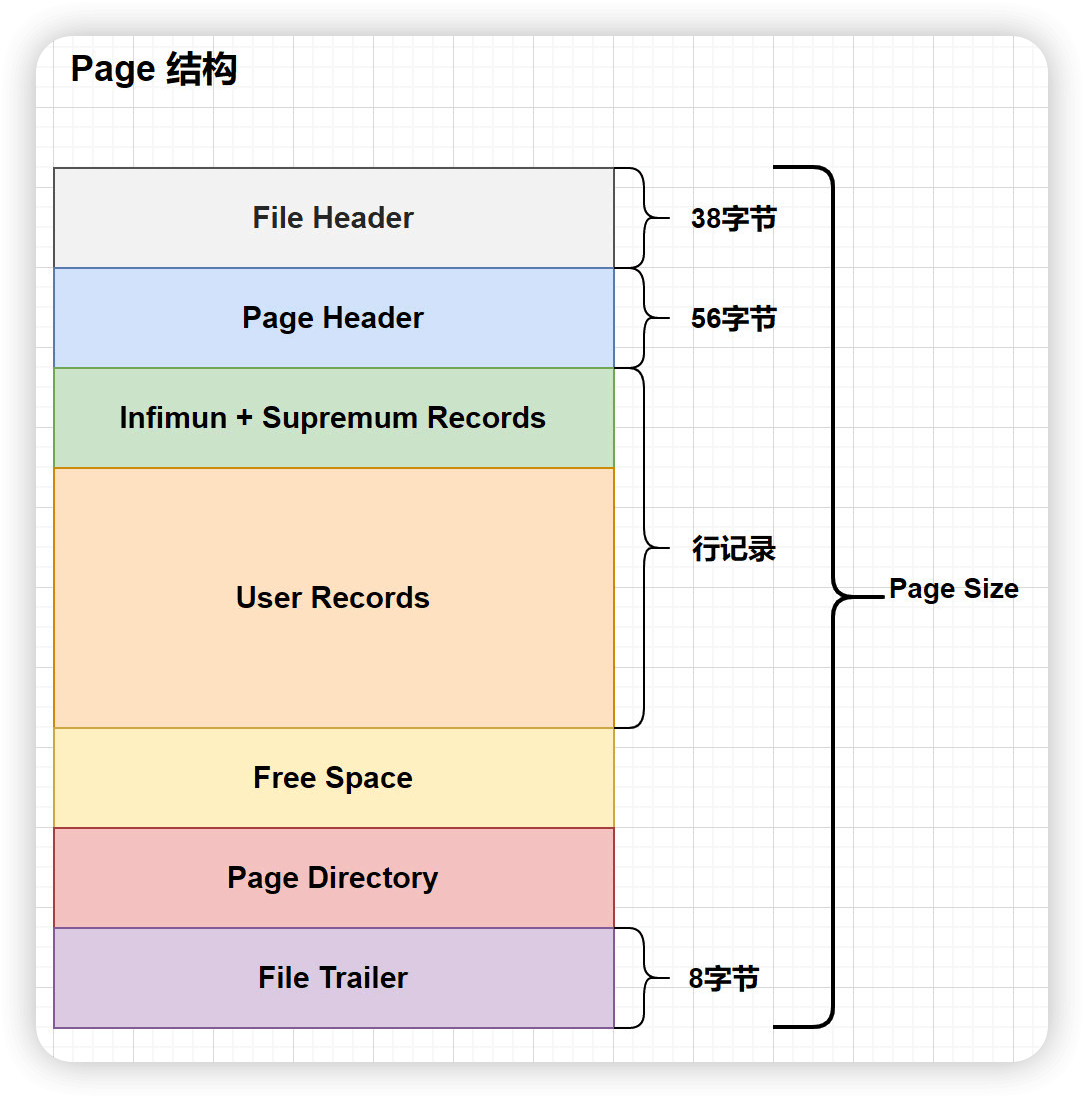 Page 结构
File Header
38字节
Page Header
56字节
Infimun + Supremum Records
行记录
User Records
Page Size
Free Space
Page Directory
File Trailer
8字节